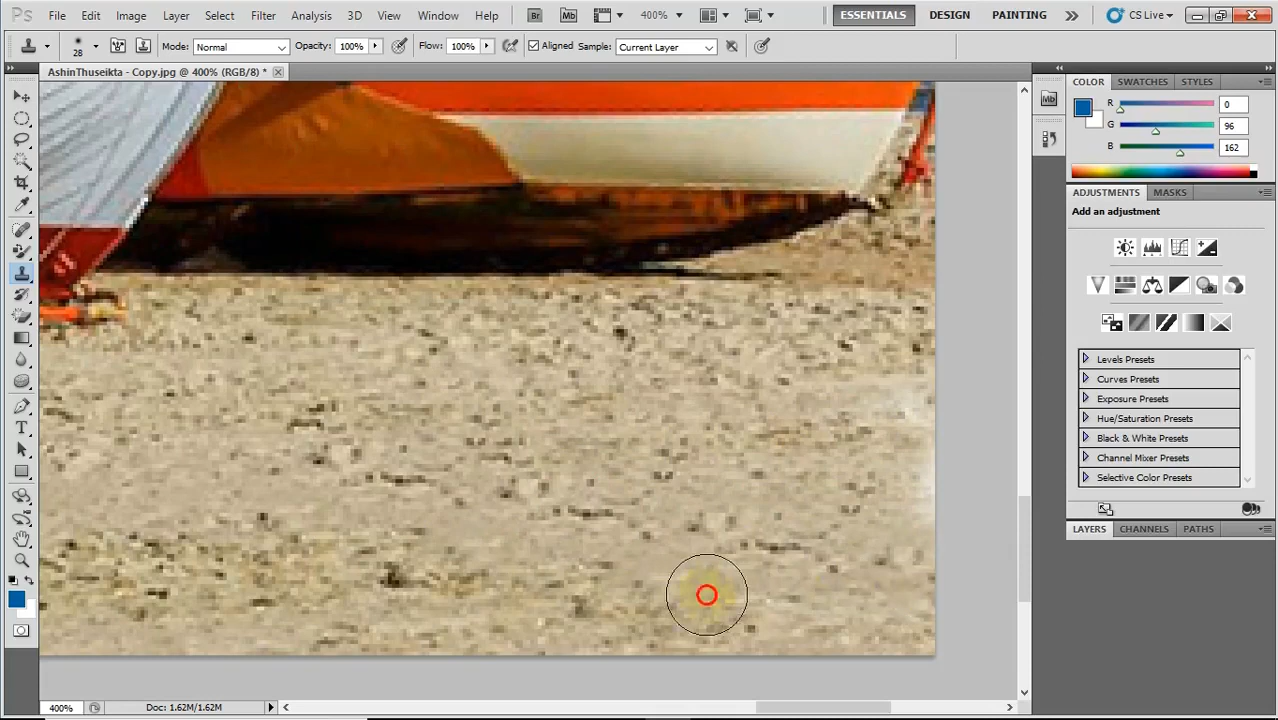 Ps File Edit Image Layer Select Filter Analysis 3D View Window Help Br Mb 400% ESSENTIALS DESIGN PAINTING CS Live
28 Mode: Normal Opacity: 100% Flow: 100% Aligned Sample: Current Layer
AshinThuseikta - Copy.jpg @ 400% (RGB/8) *
COLOR SWATCHES STYLES
Mb
R 0
G 96
B 162
ADJUSTMENTS MASKS
Add an adjustment
Levels Presets
Curves Presets
Exposure Presets
Hue/Saturation Presets
Black & White Presets
Channel Mixer Presets
Selective Color Presets
LAYERS CHANNELS PATHS
400% Doc: 1.62M/1.62M